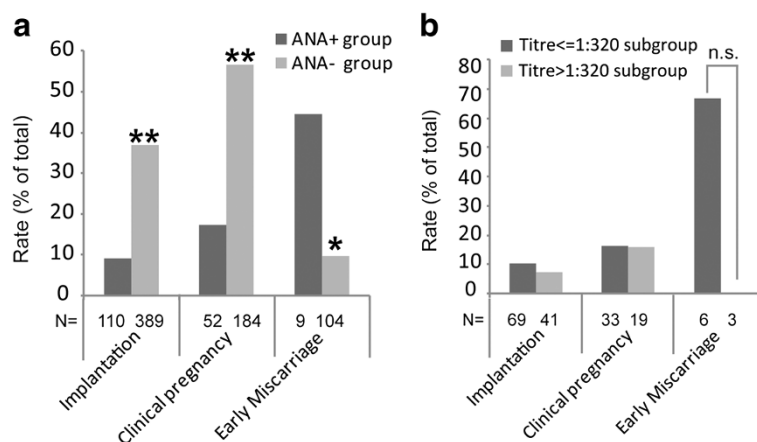 a
ANA+ group
ANA- group
Rate (% of total)
60
50
40
30
20
10
0
**
**
*
N= 110 389 52 184 9 104
Implantation
Clinical pregnancy
Early Miscarriage
b
Titre<=1:320 subgroup
Titre>1:320 subgroup
n.s.
Rate (% of total)
80
70
60
50
40
30
20
10
0
N= 69 41 33 19 6 3
Implantation
Clinical pregnancy
Early Miscarriage